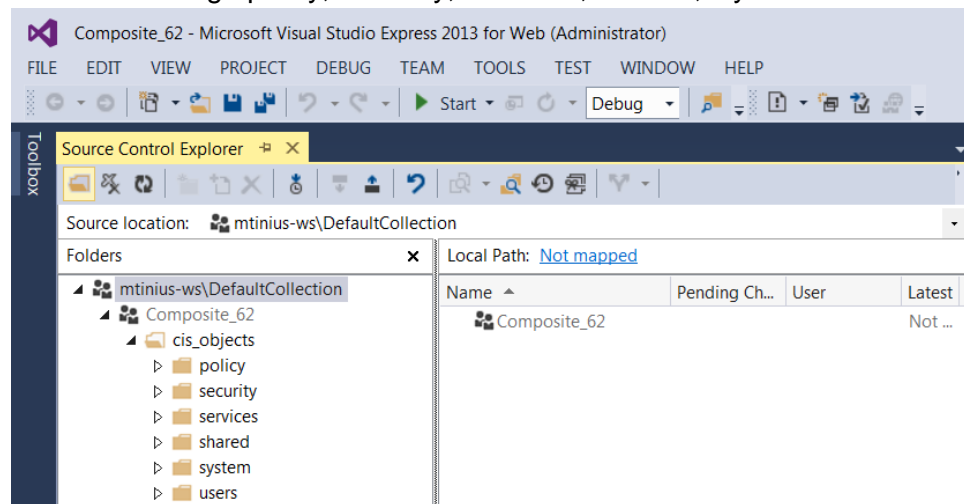 Composite_62 - Microsoft Visual Studio Express 2013 for Web (Administrator)
FILE EDIT VIEW PROJECT DEBUG TEAM TOOLS TEST WINDOW HELP
Start Debug
Toolbox
Source Control Explorer
Source location: mtinius-ws\DefaultCollection
Folders Local Path: Not mapped
mtinius-ws\DefaultCollection Name Pending Ch... User Latest
Composite_62 Composite_62 Not ...
cis_objects
policy
security
services
shared
system
users